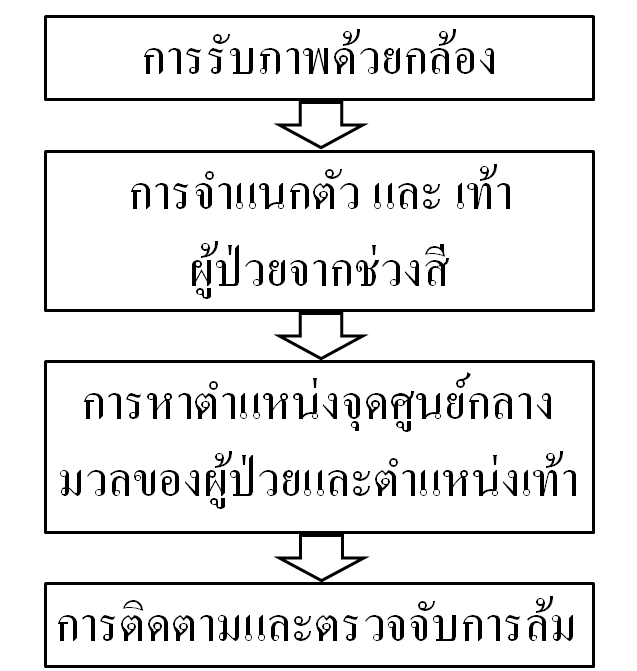 การรับภาพด้วยกล้อง
การจำแนกตัว และ เท้า
ผู้ป่วยจากช่วงสี
การหาตำแหน่งจุดศูนย์กลาง
มวลของผู้ป่วยและตำแหน่งเท้า
การติดตามและตรวจจับการล้ม